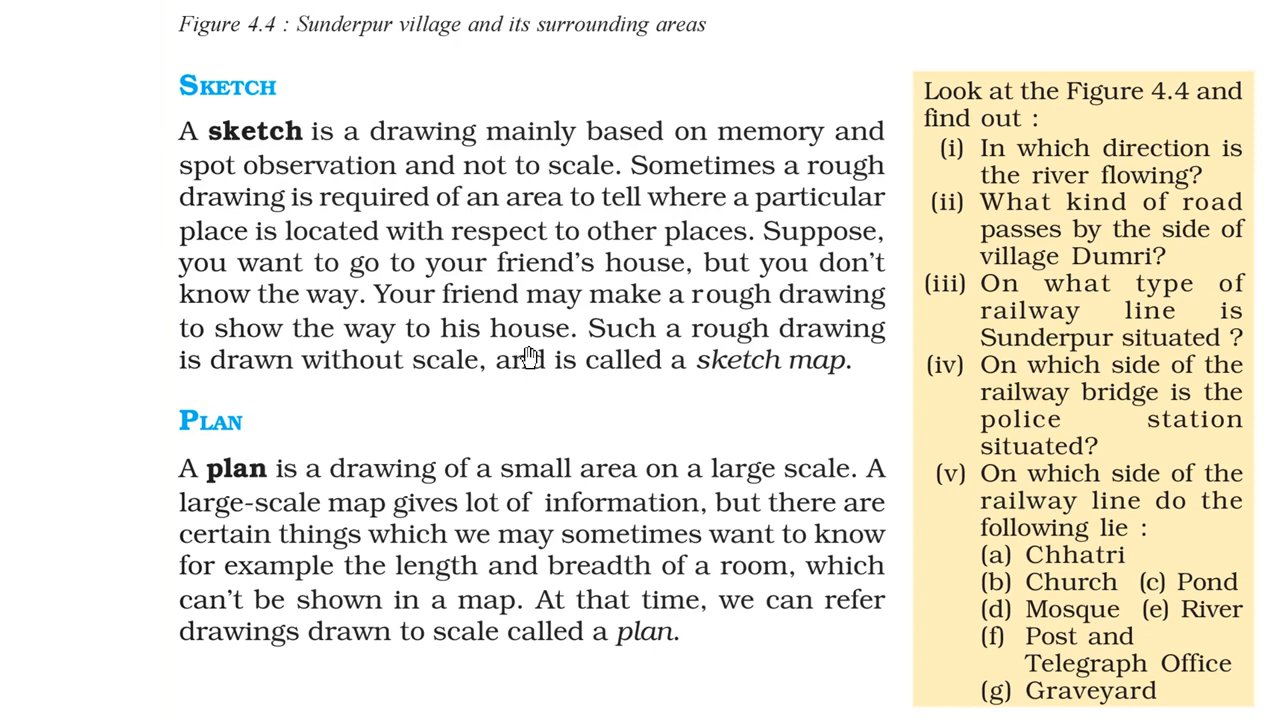 Figure 4.4 : Sunderpur village and its surrounding areas
SKETCH
A sketch is a drawing mainly based on memory and
spot observation and not to scale. Sometimes a rough
drawing is required of an area to tell where a particular
place is located with respect to other places. Suppose,
you want to go to your friend’s house, but you don’t
know the way. Your friend may make a rough drawing
to show the way to his house. Such a rough drawing
is drawn without scale, and is called a sketch map.
PLAN
A plan is a drawing of a small area on a large scale. A
large-scale map gives lot of information, but there are
certain things which we may sometimes want to know
for example the length and breadth of a room, which
can’t be shown in a map. At that time, we can refer
drawings drawn to scale called a plan.
Look at the Figure 4.4 and
find out :
(i) In which direction is
the river flowing?
(ii) What kind of road
passes by the side of
village Dumri?
(iii) On what type of
railway line is
Sunderpur situated ?
(iv) On which side of the
railway bridge is the
police station
situated?
(v) On which side of the
railway line do the
following lie :
(a) Chhatri
(b) Church (c) Pond
(d) Mosque (e) River
(f) Post and
Telegraph Office
(g) Graveyard